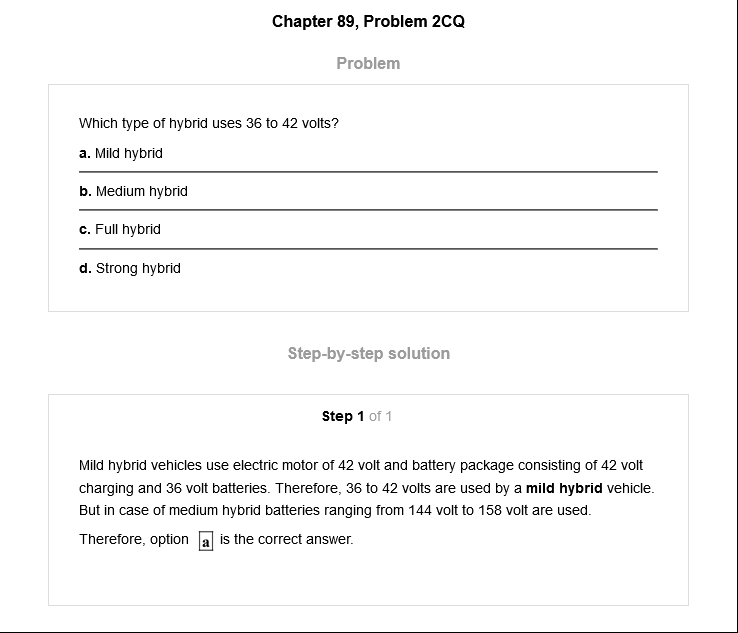 Chapter 89, Problem 2CQ
Problem
Which type of hybrid uses 36 to 42 volts?
a. Mild hybrid
b. Medium hybrid
c. Full hybrid
d. Strong hybrid
Step-by-step solution
Step 1 of 1
Mild hybrid vehicles use electric motor of 42 volt and battery package consisting of 42 volt
charging and 36 volt batteries. Therefore, 36 to 42 volts are used by a mild hybrid vehicle.
But in case of medium hybrid batteries ranging from 144 volt to 158 volt are used.
Therefore, option a is the correct answer.